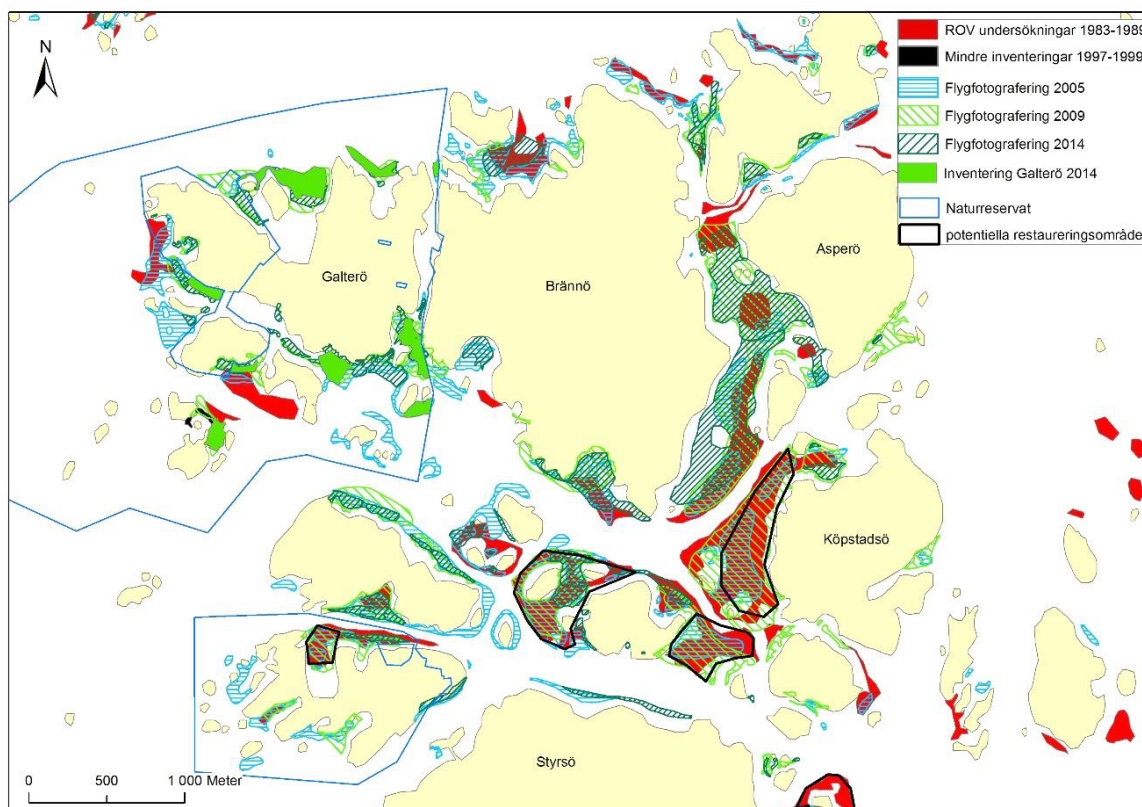 N
ROV undersökningar 1983-1989
Mindre inventeringar 1997-1999
Flygfotografering 2005
Flygfotografering 2009
Flygfotografering 2014
Inventering Galterö 2014
Naturreservat
potentiella restaureringsområde
Asperö
Galterö
Brännö
Köpstadsö
Styrsö
0 500 1 000 Meter